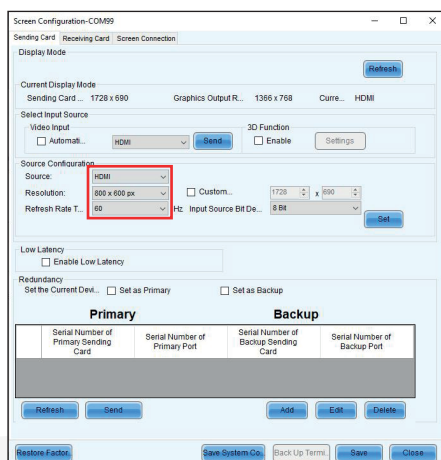 Screen Configuration-COM99
Sending Card Receiving Card Screen Connection
Display Mode
Refresh
Current Display Mode
Sending Card ... 1728 x 690 Graphics Output R... 1366 x 768 Curre... HDMI
Select Input Source
Video Input 3D Function
Automati... HDMI Send Enable Settings
Source Configuration
Source: HDMI
Resolution: 800 x 600 px Custom... 1728 x 690
Refresh Rate T... 60 Hz Input Source Bit De... 8 Bit
Set
Low Latency
Enable Low Latency
Redundancy
Set the Current Devi... Set as Primary Set as Backup
Primary Backup
Serial Number of Primary Sending Card Serial Number of Primary Port Serial Number of Backup Sending Card Serial Number of Backup Port
Refresh Send Add Edit Delete
Restore Factor. Save System Co. Back Up Termi.. Save Close